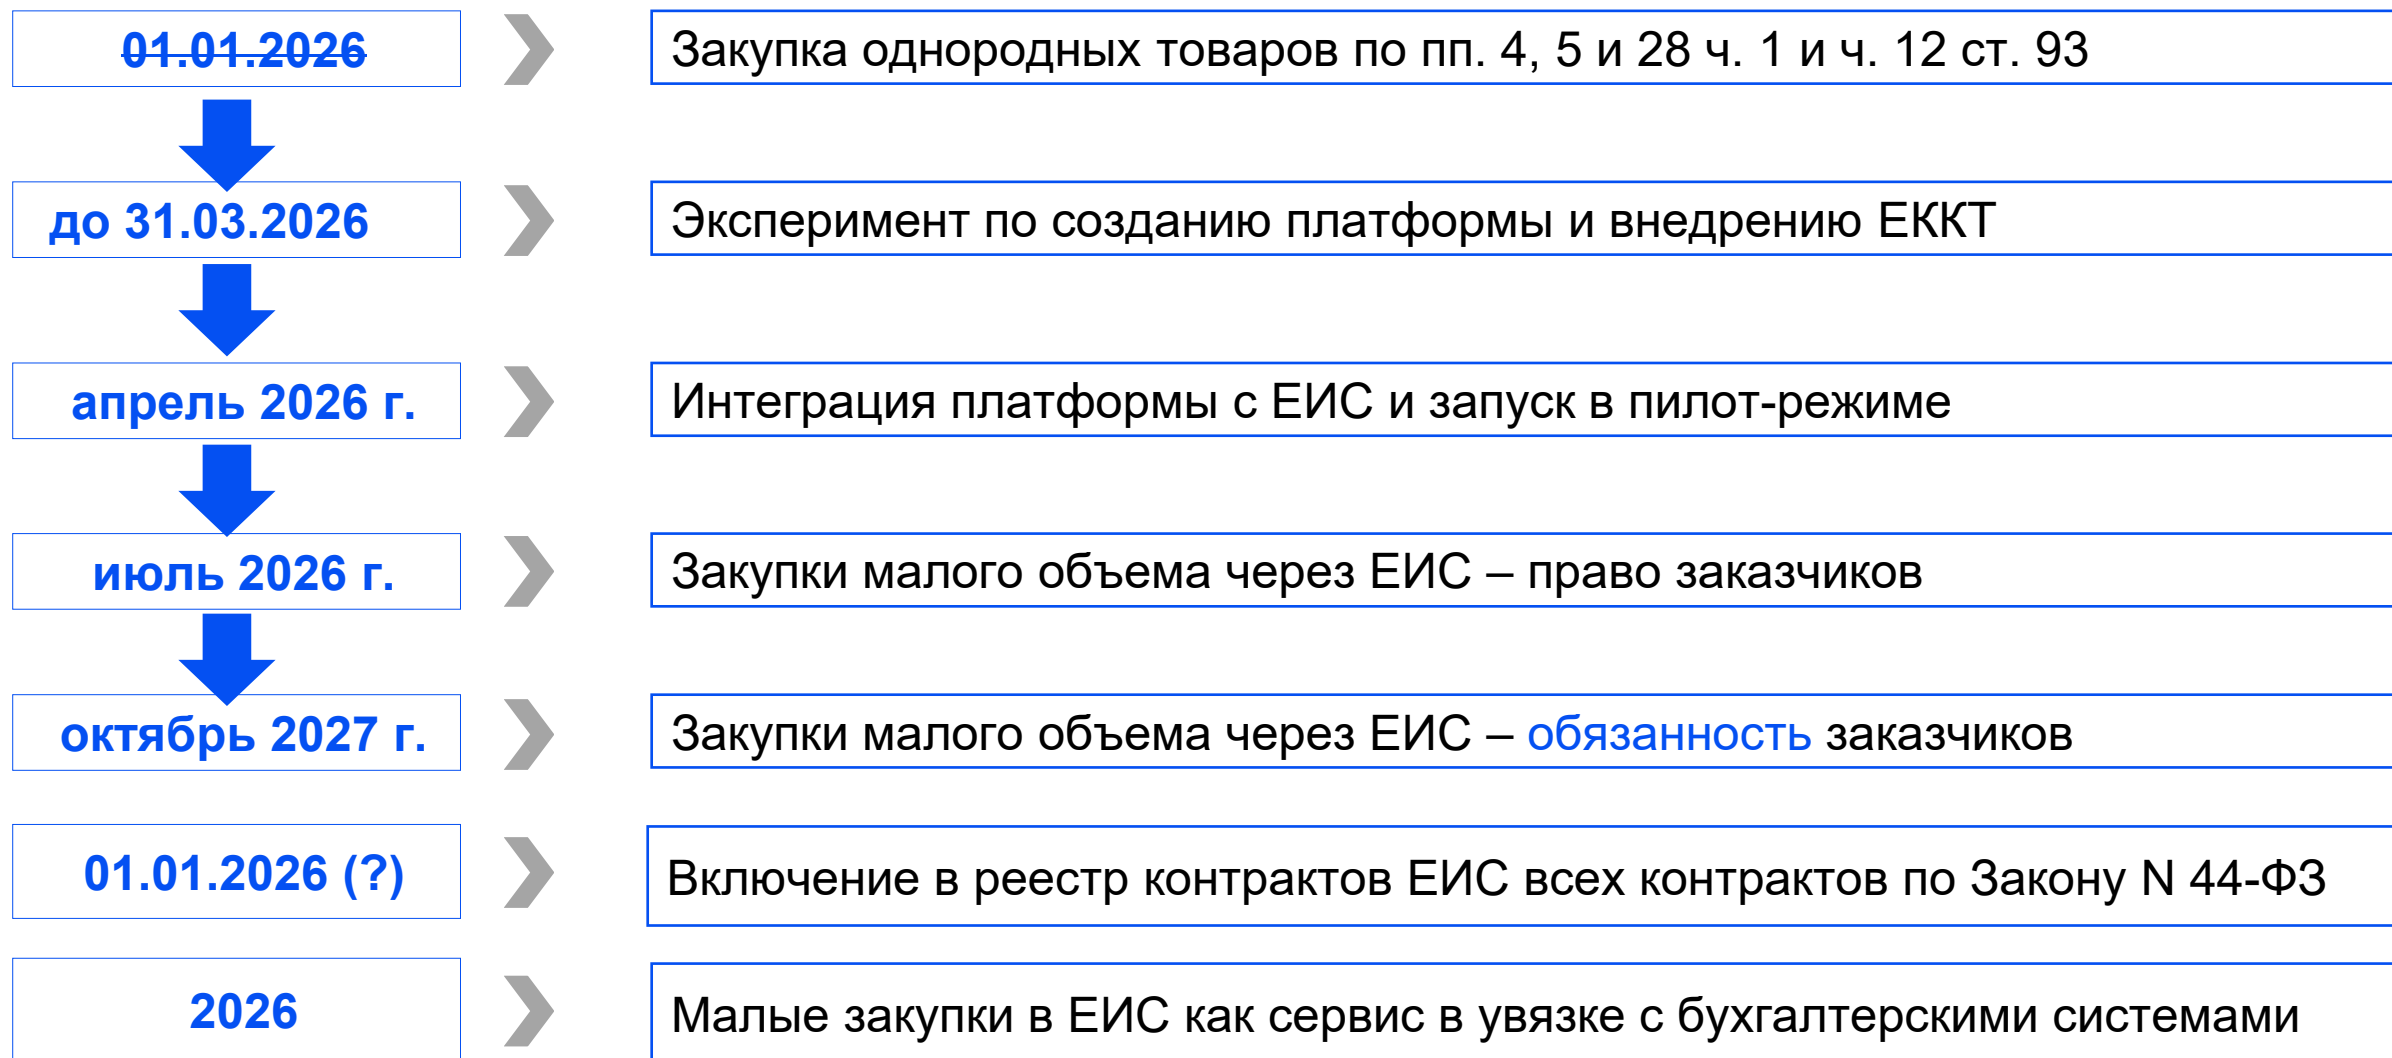 01.01.2026
Закупка однородных товаров по пп. 4, 5 и 28 ч. 1 и ч. 12 ст. 93
до 31.03.2026
Эксперимент по созданию платформы и внедрению ЕККТ
апрель 2026 г.
Интеграция платформы с ЕИС и запуск в пилот-режиме
июль 2026 г.
Закупки малого объема через ЕИС – право заказчиков
октябрь 2027 г.
Закупки малого объема через ЕИС – обязанность заказчиков
01.01.2026 (?)
Включение в реестр контрактов ЕИС всех контрактов по Закону N 44-ФЗ
2026
Малые закупки в ЕИС как сервис в увязке с бухгалтерскими системами